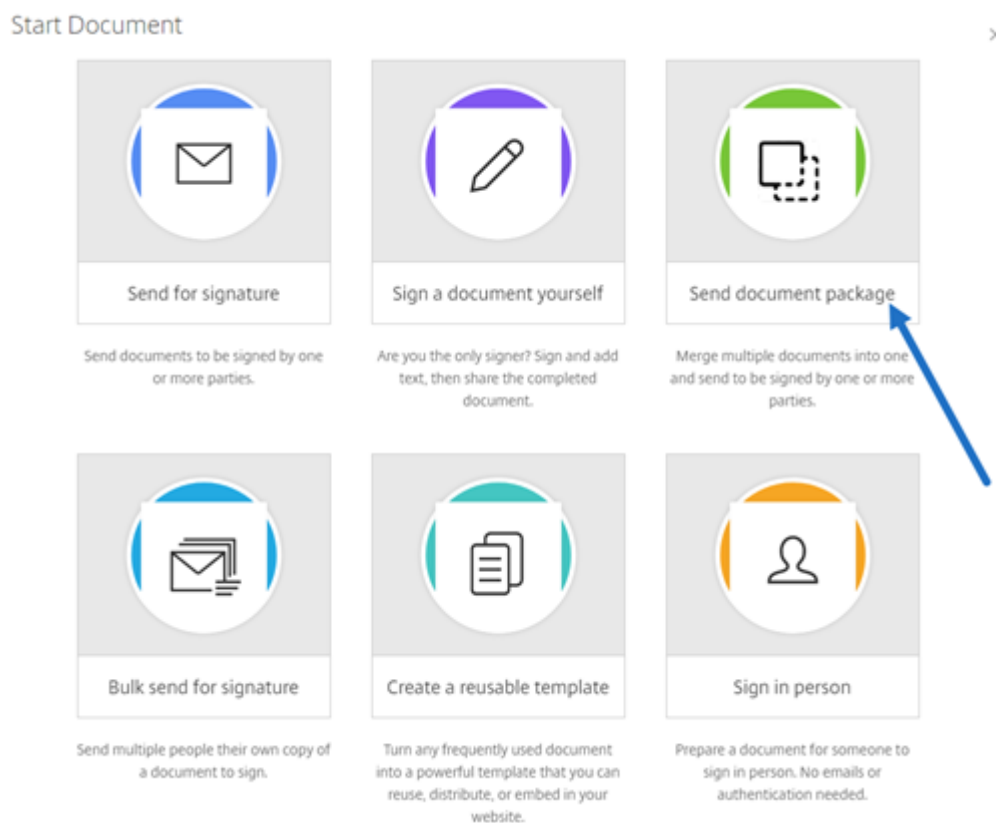 Start Document
Send for signature
Send documents to be signed by one
or more parties.
Sign a document yourself
Are you the only signer? Sign and add
text, then share the completed
document.
Send document package
Merge multiple documents into one
and send to be signed by one or more
parties.
Bulk send for signature
Send multiple people their own copy of
a document to sign.
Create a reusable template
Turn any frequently used document
into a powerful template that you can
reuse, distribute, or embed in your
website.
Sign in person
Prepare a document for someone to
sign in person. No emails or
authentication needed.